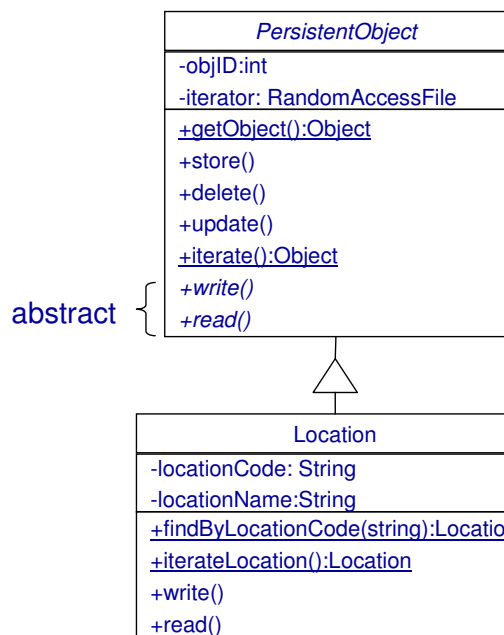 PersistentObject
-objID:int
-iterator: RandomAccessFile
+getObject():Object
+store()
+delete()
+update()
+iterate():Object
abstract
+write()
+read()
Location
-locationCode: String
-locationName:String
+findByLocationCode(string):Locatio
+iterateLocation():Location
+write()
+read()